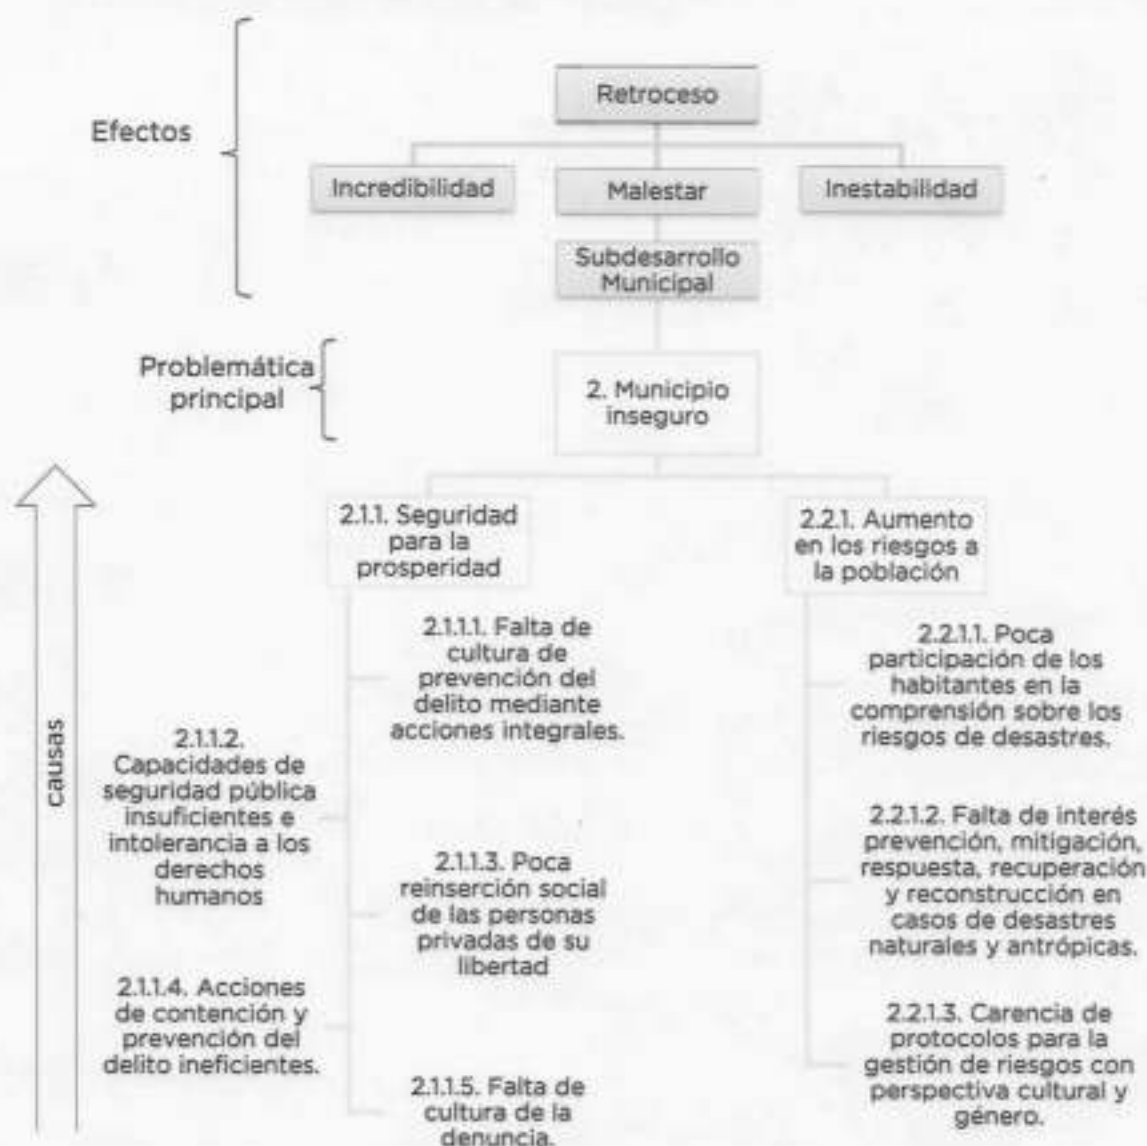 Efectos
Retroceso
Incredibilidad
Malestar
Inestabilidad
Subdesarrollo
Municipal
Problemática
principal
2. Municipio
inseguro
causas
2.1.1. Seguridad
para la
prosperidad
2.1.1.1. Falta de
cultura de
prevención del
delito mediante
acciones integrales.
2.1.1.2.
Capacidades de
seguridad pública
insuficientes e
intolerancia a los
derechos
humanos
2.1.1.3. Poca
reinserción social
de las personas
privadas de su
libertad
2.1.1.4. Acciones
de contención y
prevención del
delito ineficientes.
2.1.1.5. Falta de
cultura de la
denuncia.
2.2.1. Aumento
en los riesgos a
la población
2.2.1.1. Poca
participación de los
habitantes en la
comprensión sobre los
riesgos de desastres.
2.2.1.2. Falta de interés
prevención, mitigación,
respuesta, recuperación
y reconstrucción en
casos de desastres
naturales y antrópicas.
2.2.1.3. Carencia de
protocolos para la
gestión de riesgos con
perspectiva cultural y
género.